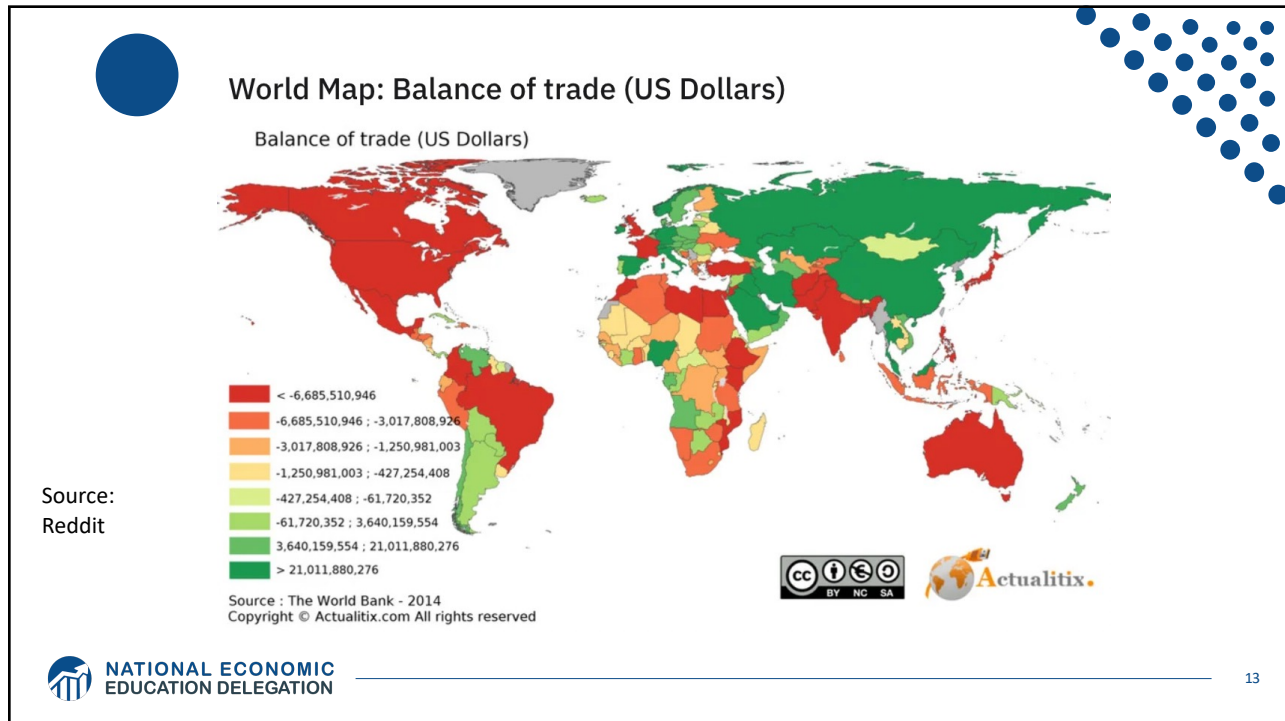 World Map: Balance of trade (US Dollars)
Balance of trade (US Dollars)
< -6,685,510,946
-6,685,510,946 ; -3,017,808,926
-3,017,808,926 ; -1,250,981,003
-1,250,981,003 ; -427,254,408
-427,254,408 ; -61,720,352
-61,720,352 ; 3,640,159,554
3,640,159,554 ; 21,011,880,276
> 21,011,880,276
Source:
Reddit
Source : The World Bank - 2014
Copyright © Actualitix.com All rights reserved
cc
BY NC SA
Actualitix.
NATIONAL ECONOMIC
EDUCATION DELEGATION
13